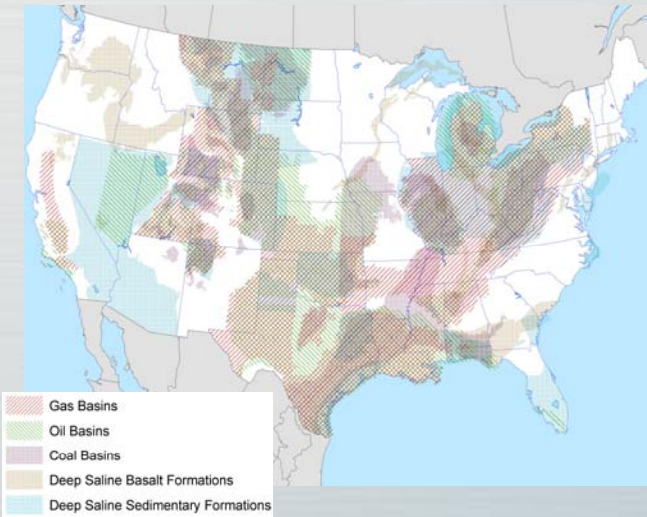 Gas Basins
Oil Basins
Coal Basins
Deep Saline Basalt Formations
Deep Saline Sedimentary Formations